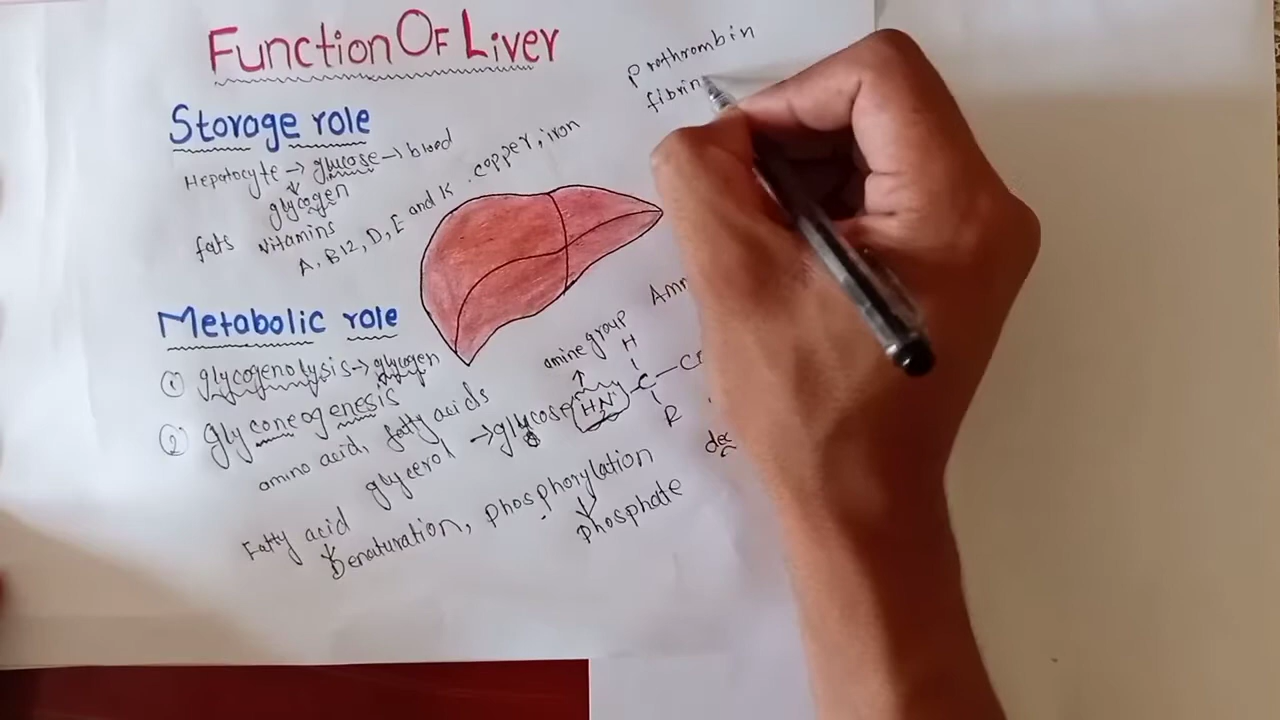 Function Of Liver
Prothrombin
fibrin
Storage role
Hepatocyte → glucose → blood
glycogen
fats vitamins
A, B12, D, E and K . copper, iron
Metabolic role
① glycogenolysis → glycogen
② glyconeogenesis
amino acid, fatty acids
glycerol → glycose
amine group
H
HN C
R
Fatty acid
Denaturation, phosphorylation
phosphate